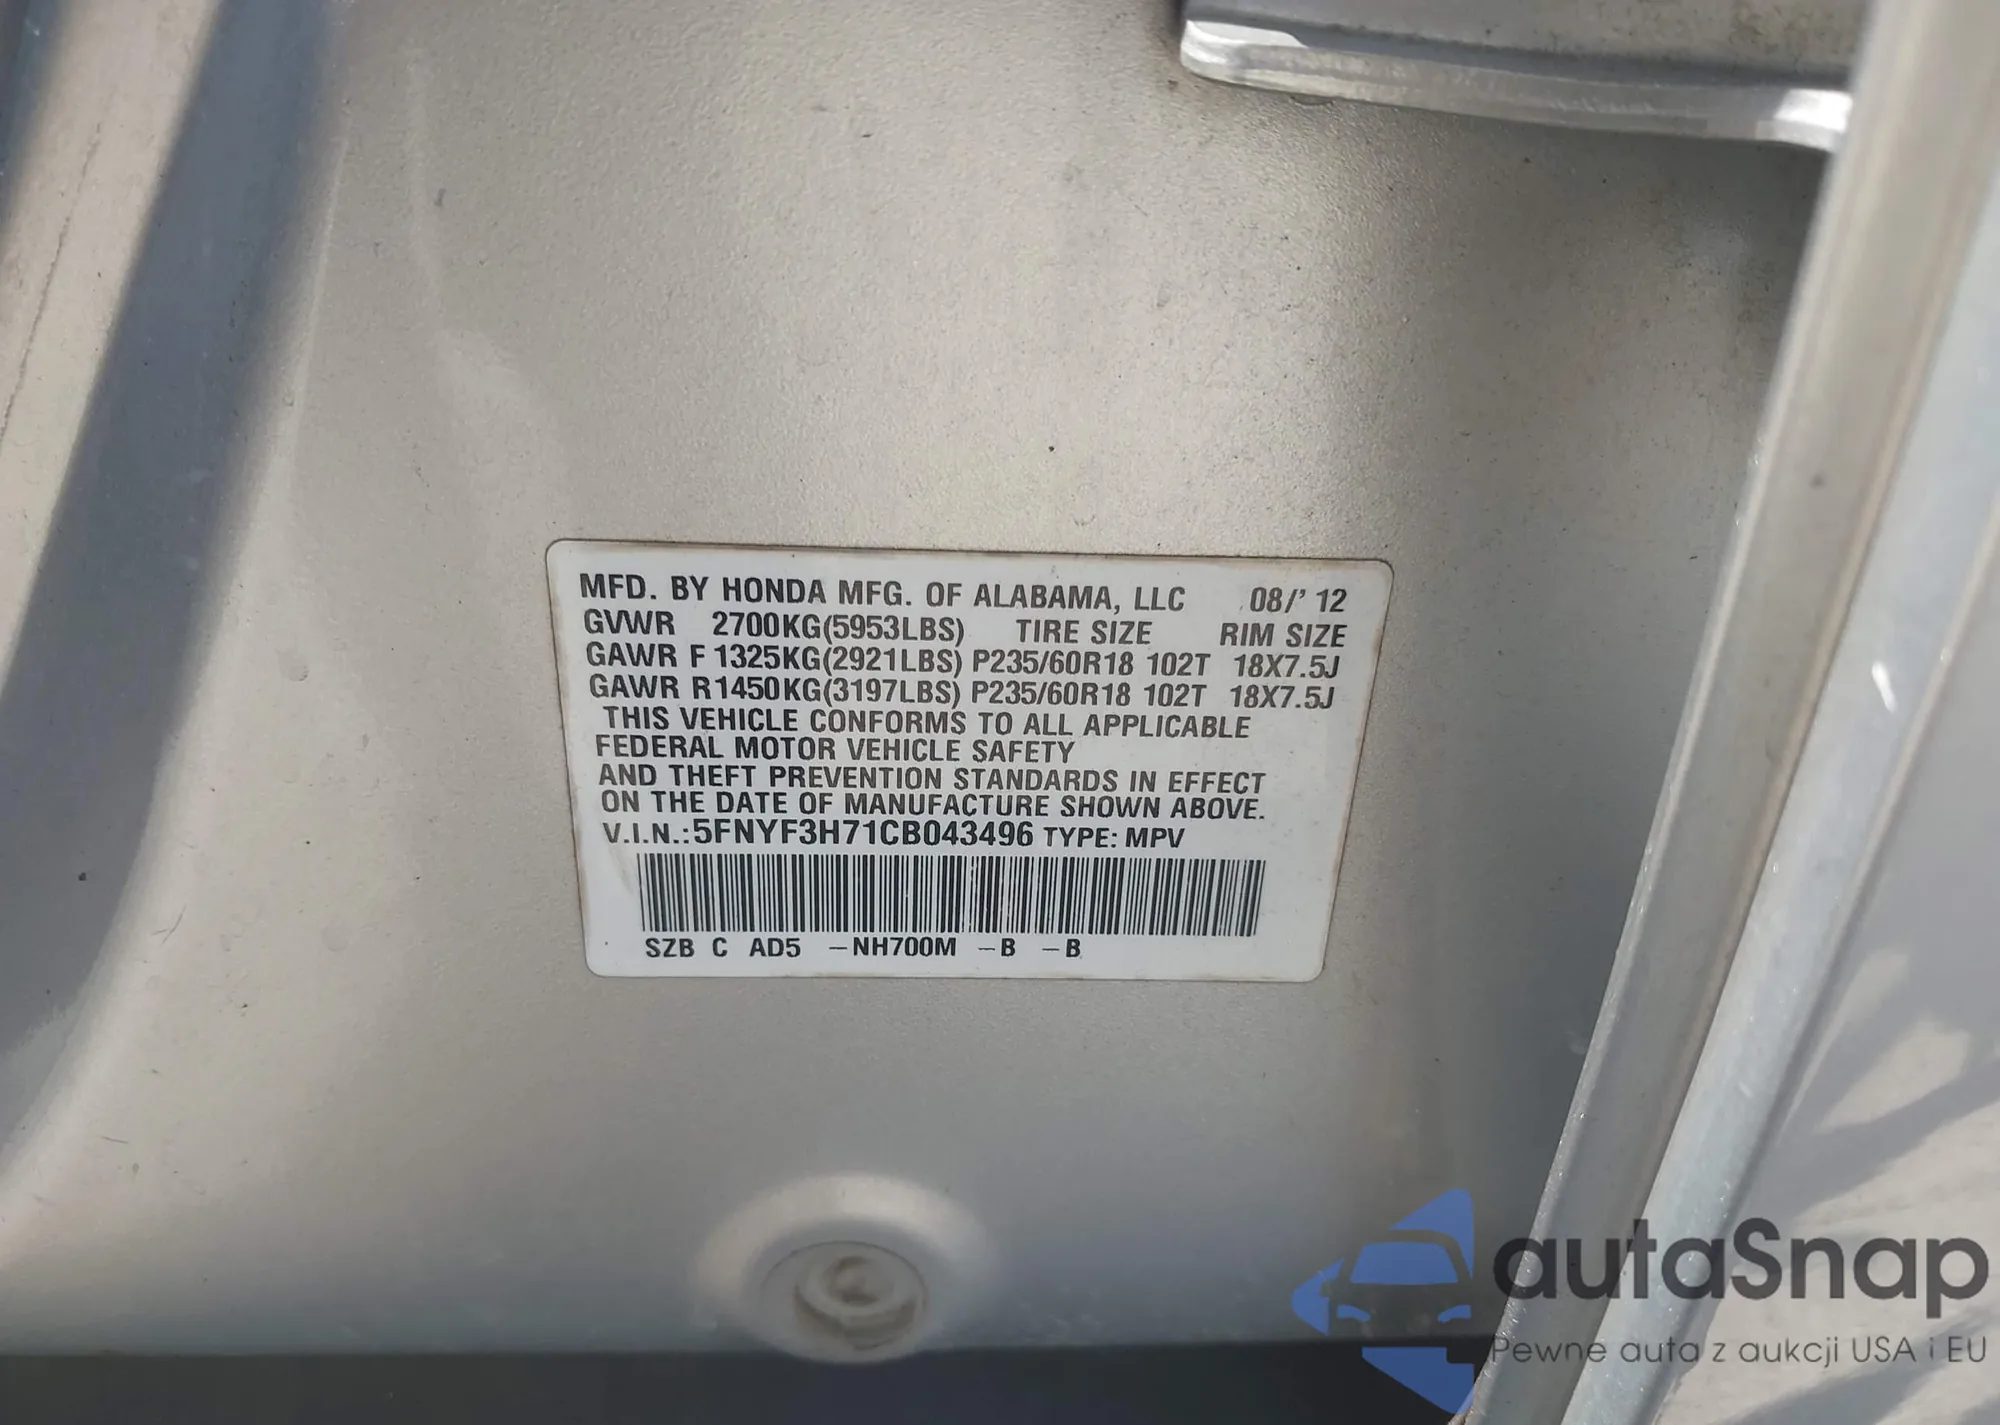 MFD. BY HONDA MFG. OF ALABAMA, LLC 08/' 12
GVWR 2700KG(5953LBS) TIRE SIZE RIM SIZE
GAWR F 1325KG(2921LBS) P235/60R18 102T 18X7.5J
GAWR R1450KG(3197LBS) P235/60R18 102T 18X7.5J
THIS VEHICLE CONFORMS TO ALL APPLICABLE
FEDERAL MOTOR VEHICLE SAFETY
AND THEFT PREVENTION STANDARDS IN EFFECT
ON THE DATE OF MANUFACTURE SHOWN ABOVE.
V.I.N.:5FNYF3H71CB043496 TYPE: MPV
SZB C AD5 –NH700M –B –B
autaSnap
Pewne auta z aukcji USA i EU